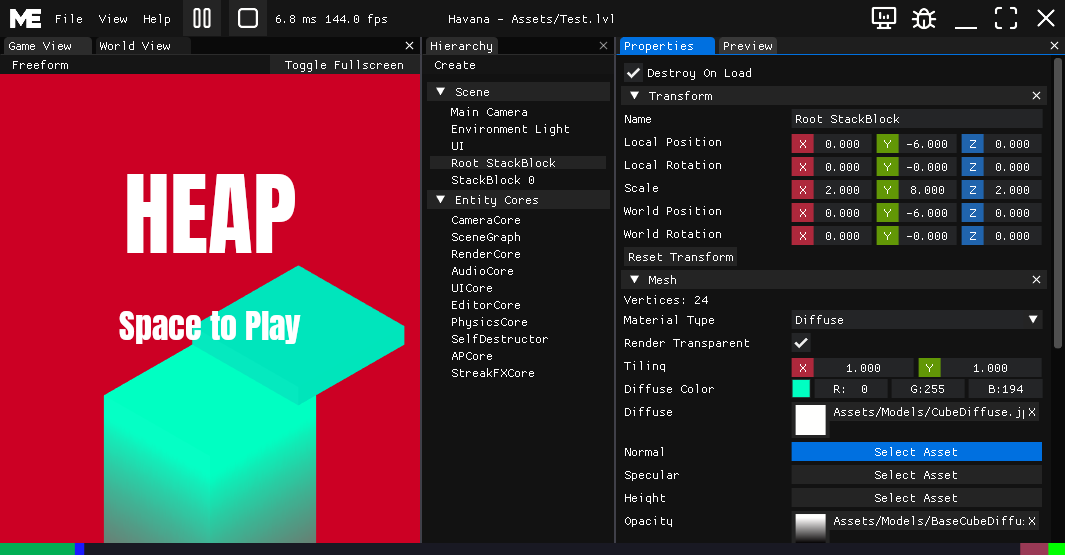 ME File View Help 6.8 ms 144.0 fps Havana - Assets/Test.lvl
Game View World View
Freeform Toggle Fullscreen
HEAP
Space to Play
Hierarchy
Create
Scene
Main Camera
Environment Light
UI
Root StackBlock
StackBlock 0
Entity Cores
CameraCore
SceneGraph
RenderCore
AudioCore
UICore
EditorCore
PhysicsCore
SelfDestructor
APCore
StreakFXCore
Properties Preview
Destroy On Load
Transform
Name Root StackBlock
Local Position X 0.000 Y -6.000 Z 0.000
Local Rotation X 0.000 Y -0.000 Z 0.000
Scale X 2.000 Y 8.000 Z 2.000
World Position X 0.000 Y -6.000 Z 0.000
World Rotation X 0.000 Y -0.000 Z 0.000
Reset Transform
Mesh
Vertices: 24
Material Type Diffuse
Render Transparent
Tiling X 1.000 Y 1.000
Diffuse Color R: 0 G:255 B:194
Diffuse Assets/Models/CubeDiffuse.j X
Normal Select Asset
Specular Select Asset
Height Select Asset
Opacity Assets/Models/BaseCubeDiffu X